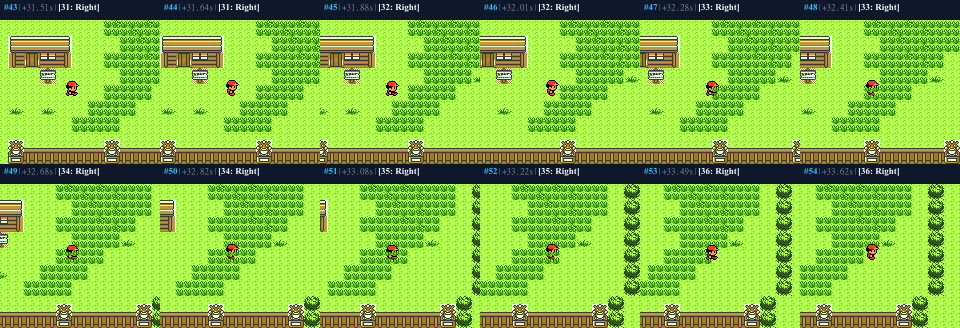 #43|+31.51s|[31: Right]
#44|+31.64s|[31: Right]
#45|+31.88s|[32: Right]
#46|+32.01s|[32: Right]
#47|+32.28s|[33: Right]
#48|+32.41s|[33: Right]
#49|+32.68s|[34: Right]
#50|+32.82s|[34: Right]
#51|+33.08s|[35: Right]
#52|+33.22s|[35: Right]
#53|+33.49s|[36: Right]
#54|+33.62s|[36: Right]